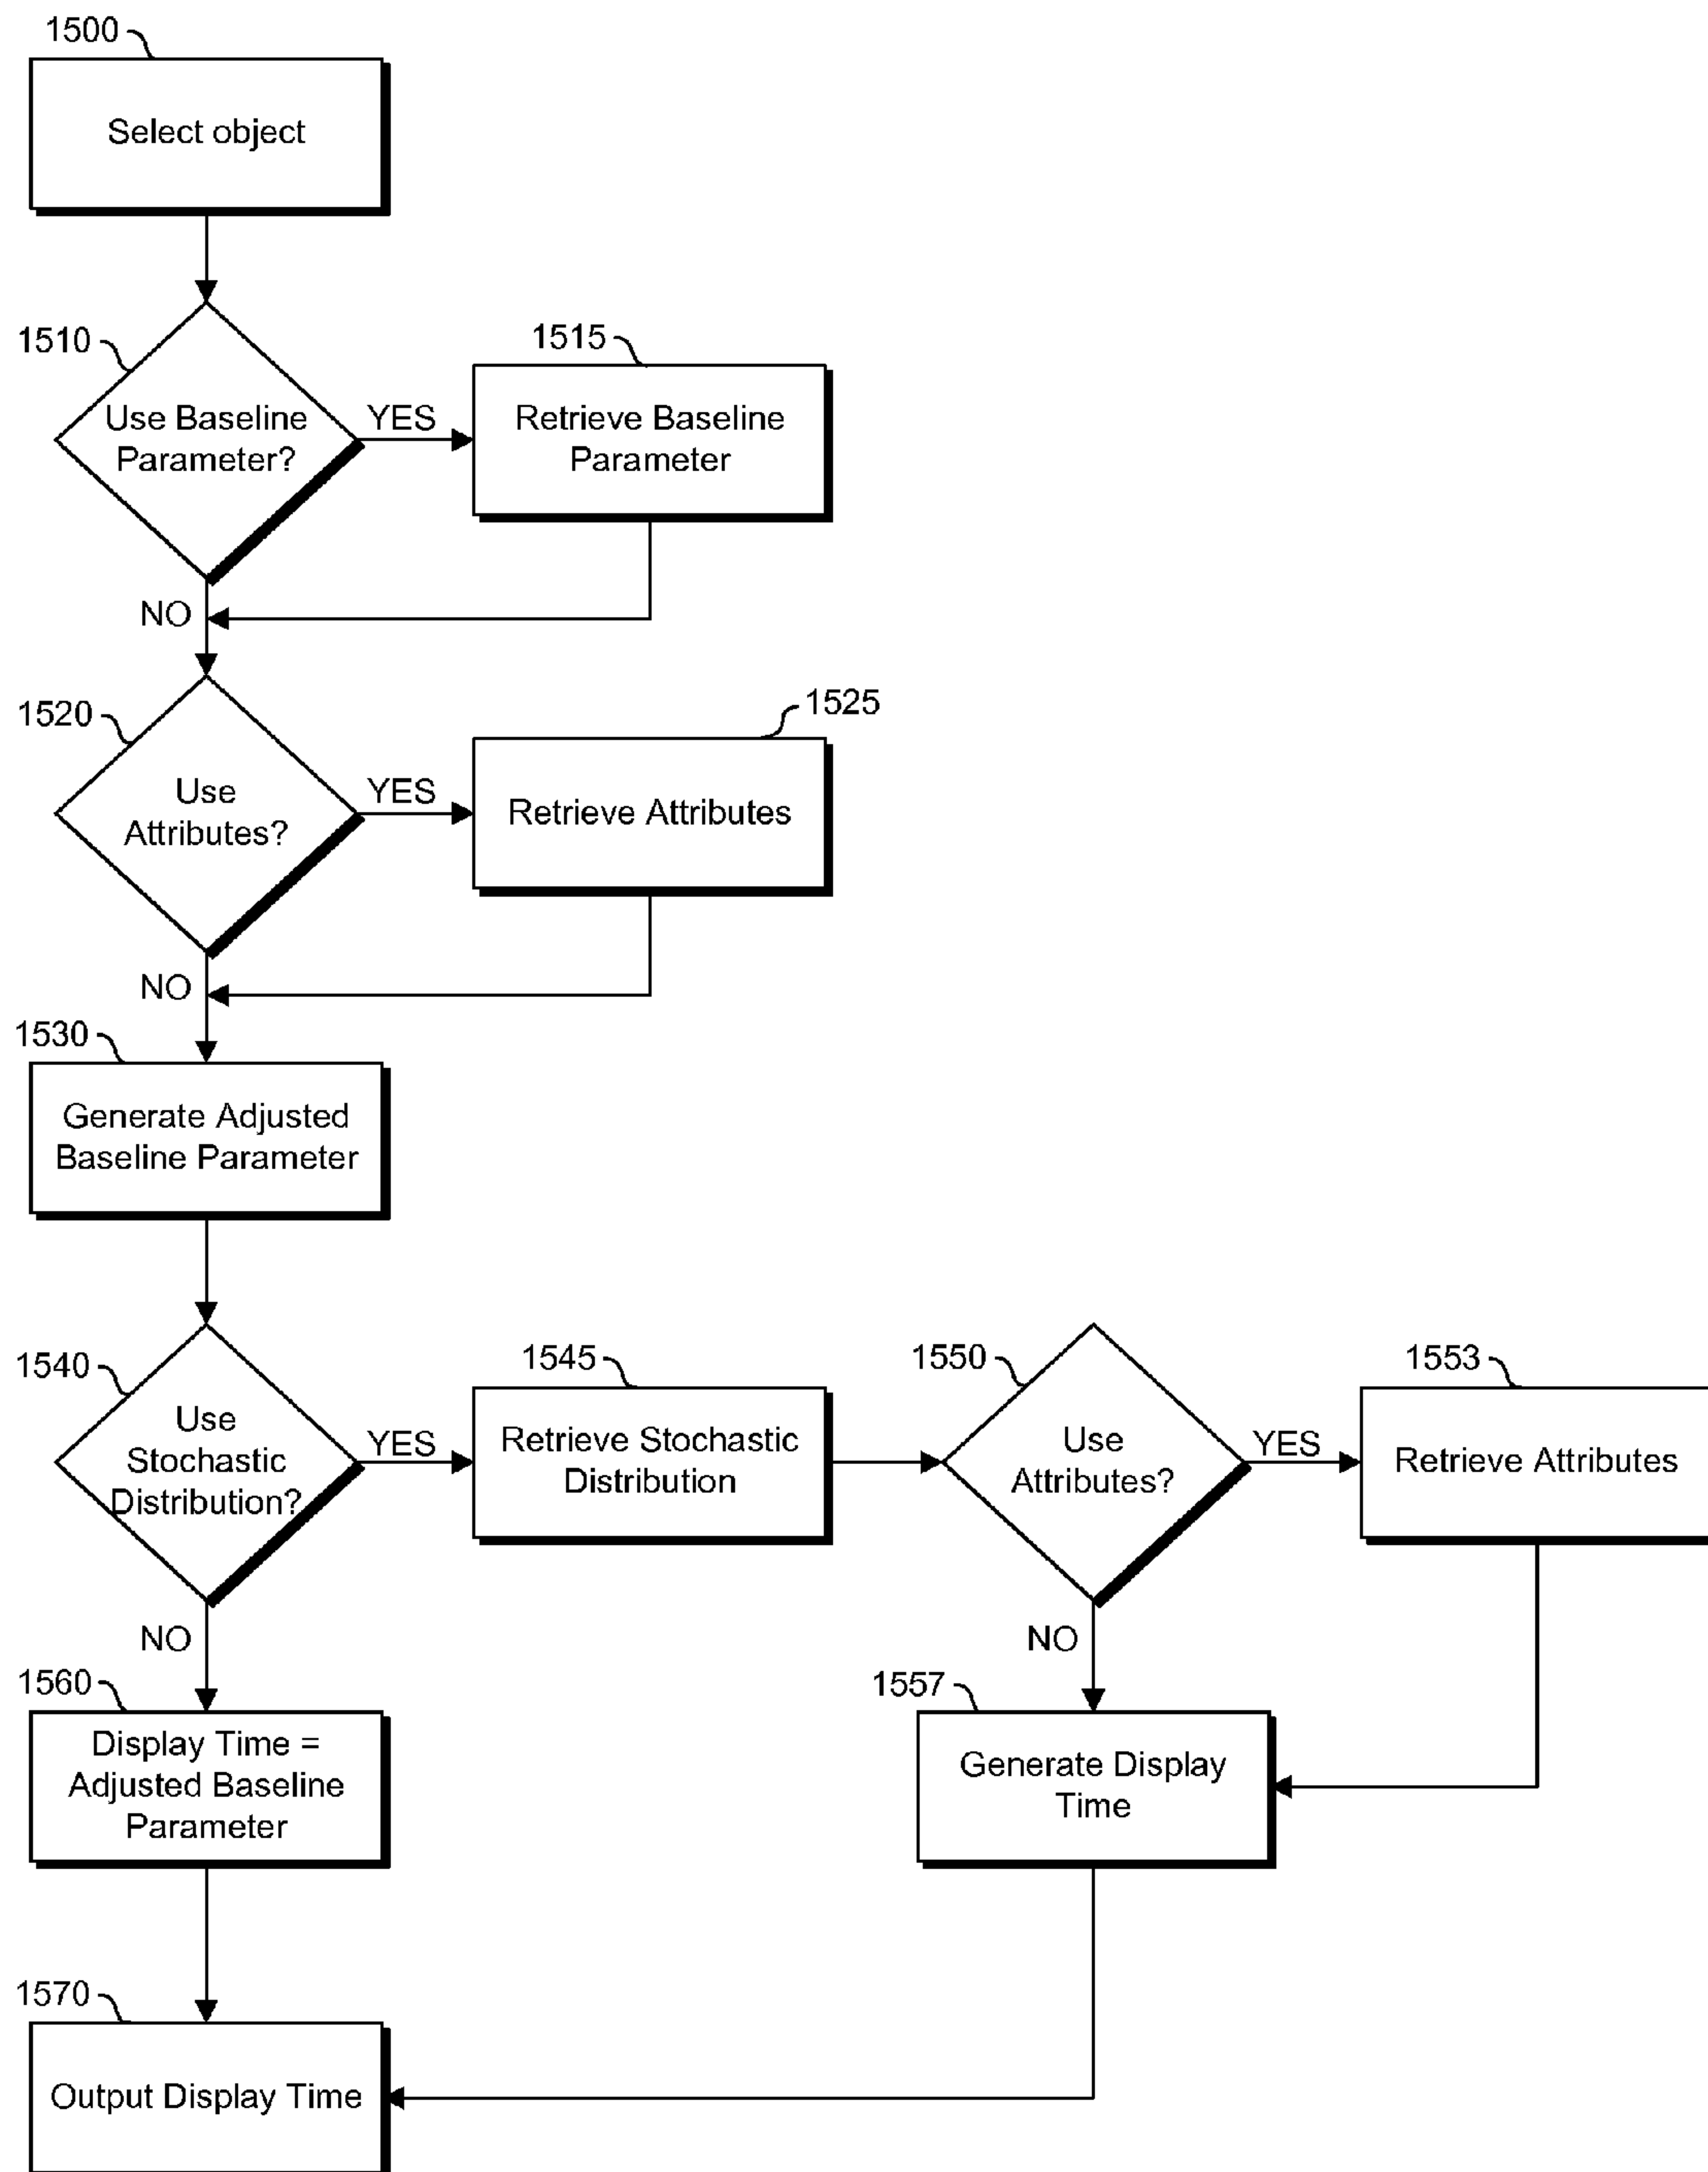 1500
Select object
1510
Use Baseline
Parameter?
YES
1515
Retrieve Baseline
Parameter
NO
1520
Use
Attributes?
YES
1525
Retrieve Attributes
NO
1530
Generate Adjusted
Baseline Parameter
1540
Use
Stochastic
Distribution?
YES
1545
Retrieve Stochastic
Distribution
1550
Use
Attributes?
YES
1553
Retrieve Attributes
NO
NO
1560
Display Time =
Adjusted Baseline
Parameter
1557
Generate Display
Time
1570
Output Display Time